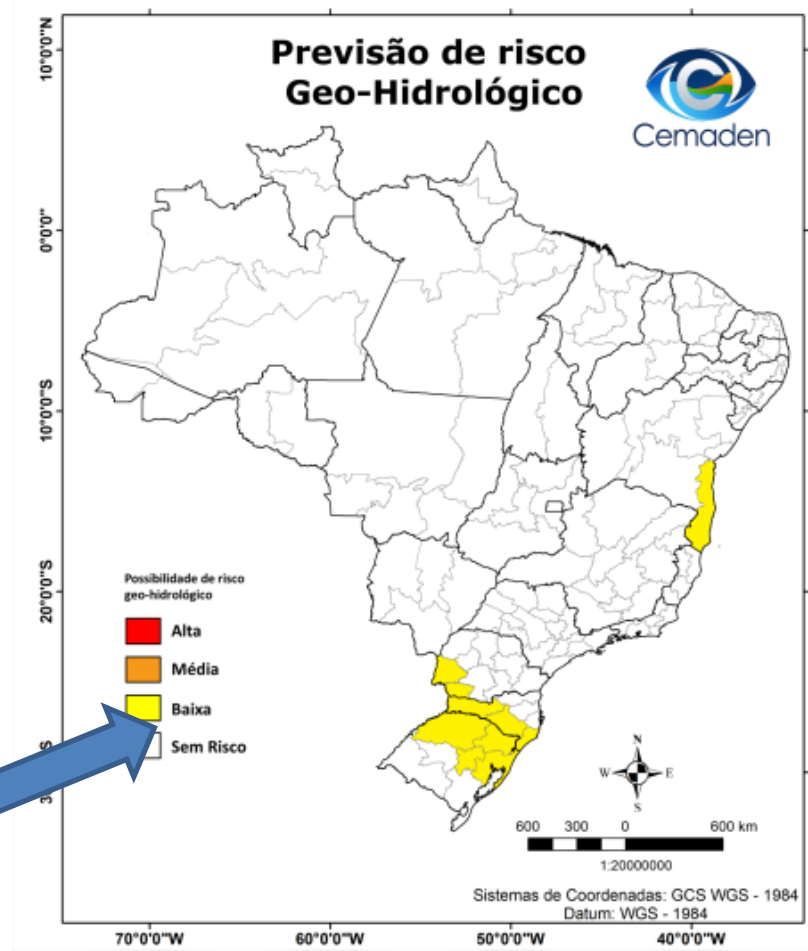 Previsão de risco
Geo-Hidrológico
Cemaden
10°0'0"N
0°0'0"
10°0'0"S
20°0'0"S
Possibilidade de risco
geo-hidrológico
Alta
Média
Baixa
Sem Risco
N
W
E
S
600 300 0 600 km
1:20000000
Sistemas de Coordenadas: GCS WGS - 1984
Datum: WGS - 1984
70°0'0"W 60°0'0"W 50°0'0"W 40°0'0"W